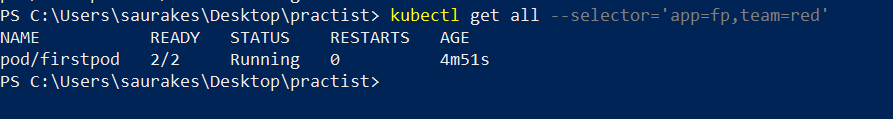 PS C:\Users\saurakes\Desktop\practist> kubectl get all --selector='app=fp,team=red'
NAME READY STATUS RESTARTS AGE
pod/firstpod 2/2 Running 0 4m51s
PS C:\Users\saurakes\Desktop\practist>